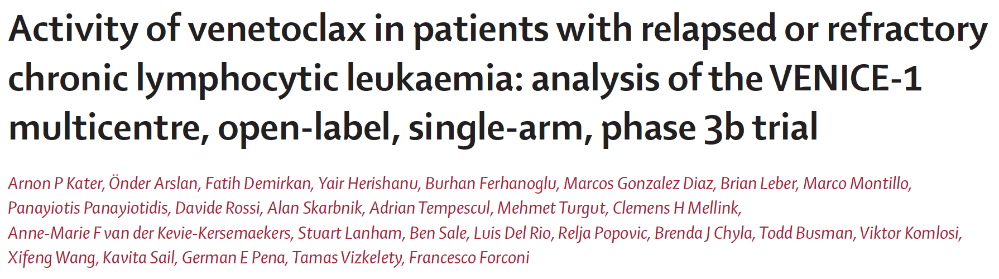 Activity of venetoclax in patients with relapsed or refractory
chronic lymphocytic leukaemia: analysis of the VENICE-1
multicentre, open-label, single-arm, phase 3b trial
Arnon P Kater, Önder Arslan, Fatih Demirkan, Yair Herishanu, Burhan Ferhanoglu, Marcos Gonzalez Diaz, Brian Leber, Marco Montillo,
Panayiotis Panayiotidis, Davide Rossi, Alan Skarbnik, Adrian Tempescul, Mehmet Turgut, Clemens H Mellink,
Anne-Marie F van der Kevie-Kersemaekers, Stuart Lanham, Ben Sale, Luis Del Rio, Relja Popovic, Brenda J Chyla, Todd Busman, Viktor Komlosi,
Xifeng Wang, Kavita Sail, German E Pena, Tamas Vizkelety, Francesco Forconi